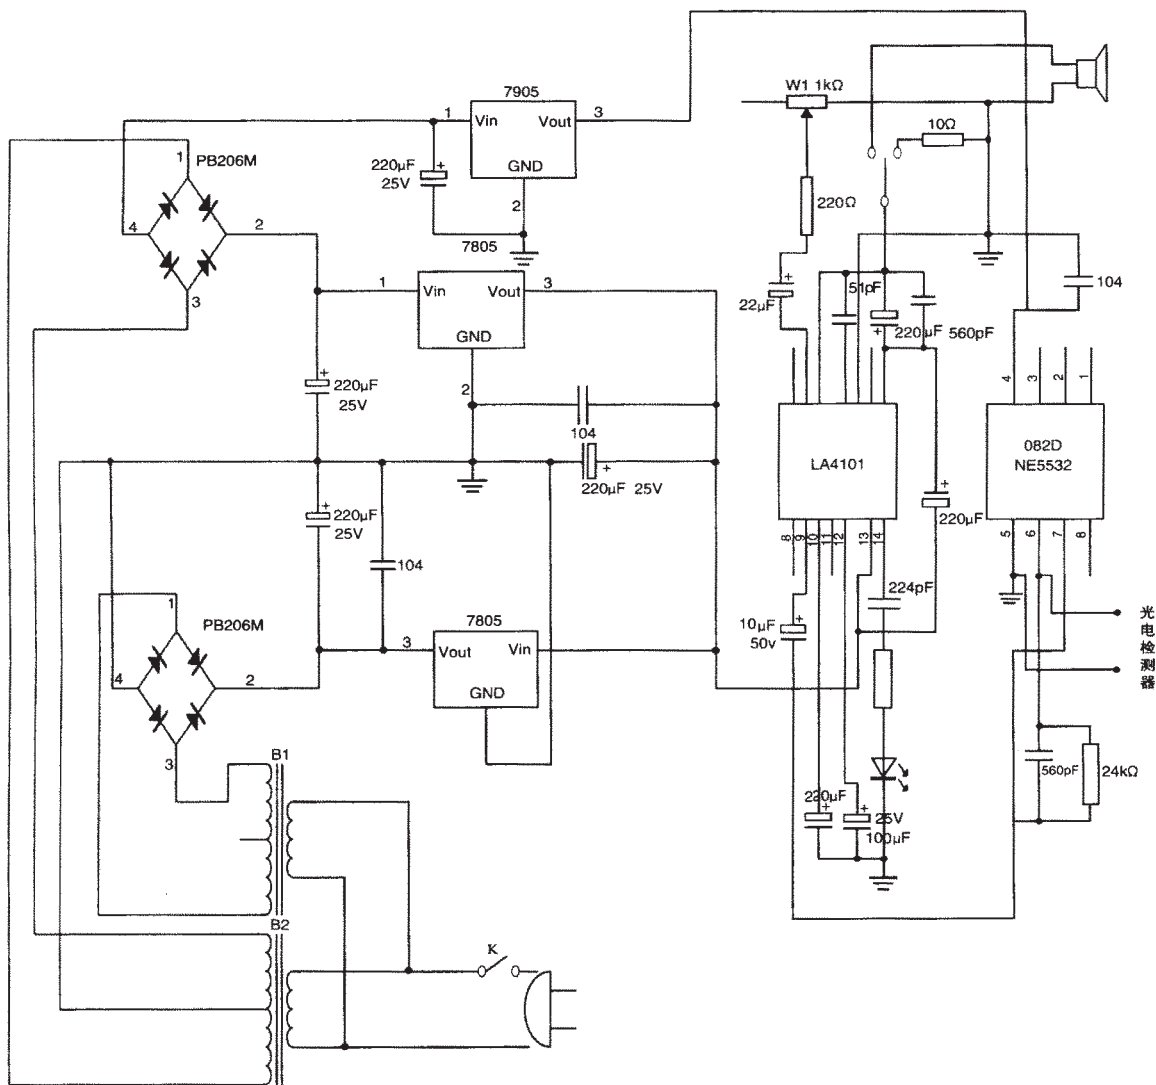 7905
1
Vin
Vout
3
GND
2
220μF
25V
+
1
PB206M
4
2
3
7805
1
Vin
Vout
3
GND
2
+
220μF
25V
104
+
220μF 25V
+
220μF
25V
104
7805
3
Vout
Vin
GND
1
PB206M
4
2
3
B1
B2
K
W1 1kΩ
10Ω
220Ω
+
22μF
51pF
+
220μF
560pF
104
4
3
2
1
LA4101
082D
NE5532
+
220μF
8
9
10
11
12
13
14
5
6
7
8
224pF
10μF
50v
+
光
电
检
测
器
560pF
24kΩ
220μF
+
25V
+
100μF